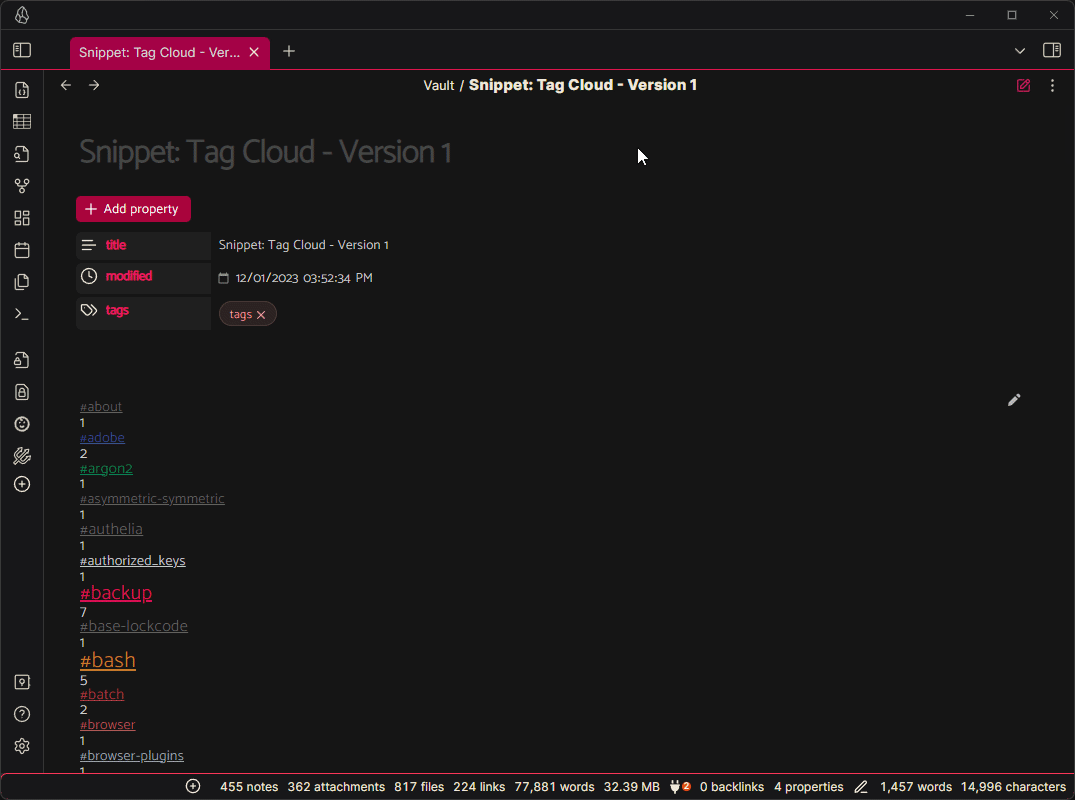 Snippet: Tag Cloud - Ver...
Vault / Snippet: Tag Cloud - Version 1
Snippet: Tag Cloud - Version 1
Add property
title Snippet: Tag Cloud - Version 1
modified 12/01/2023 03:52:34 PM
tags tags
#about
1
#adobe
2
#argon2
1
#asymmetric-symmetric
1
#authelia
1
#authorized_keys
1
#backup
7
#base-lockcode
1
#bash
5
#batch
2
#browser
1
#browser-plugins
1
455 notes 362 attachments 817 files 224 links 77,881 words 32.39 MB 2 0 backlinks 4 properties 1,457 words 14,996 characters